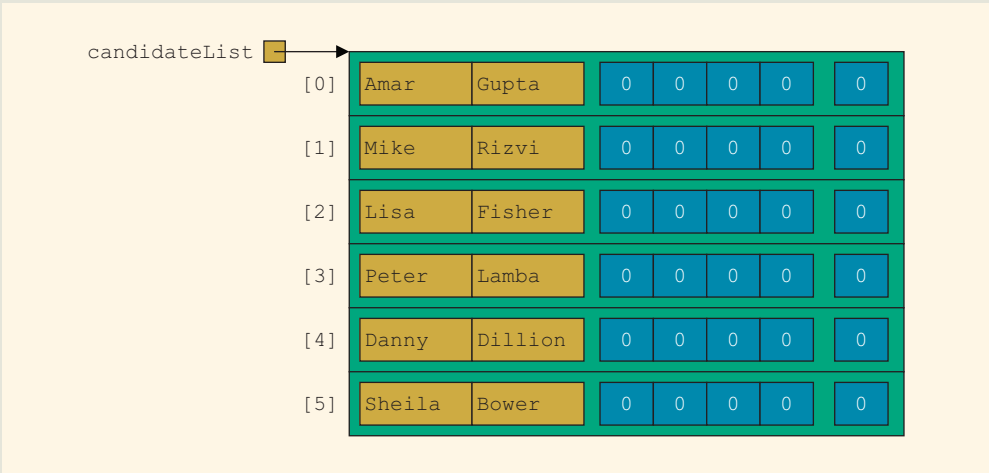 candidateList
[0] Amar Gupta 0 0 0 0 0
[1] Mike Rizvi 0 0 0 0 0
[2] Lisa Fisher 0 0 0 0 0
[3] Peter Lamba 0 0 0 0 0
[4] Danny Dillion 0 0 0 0 0
[5] Sheila Bower 0 0 0 0 0